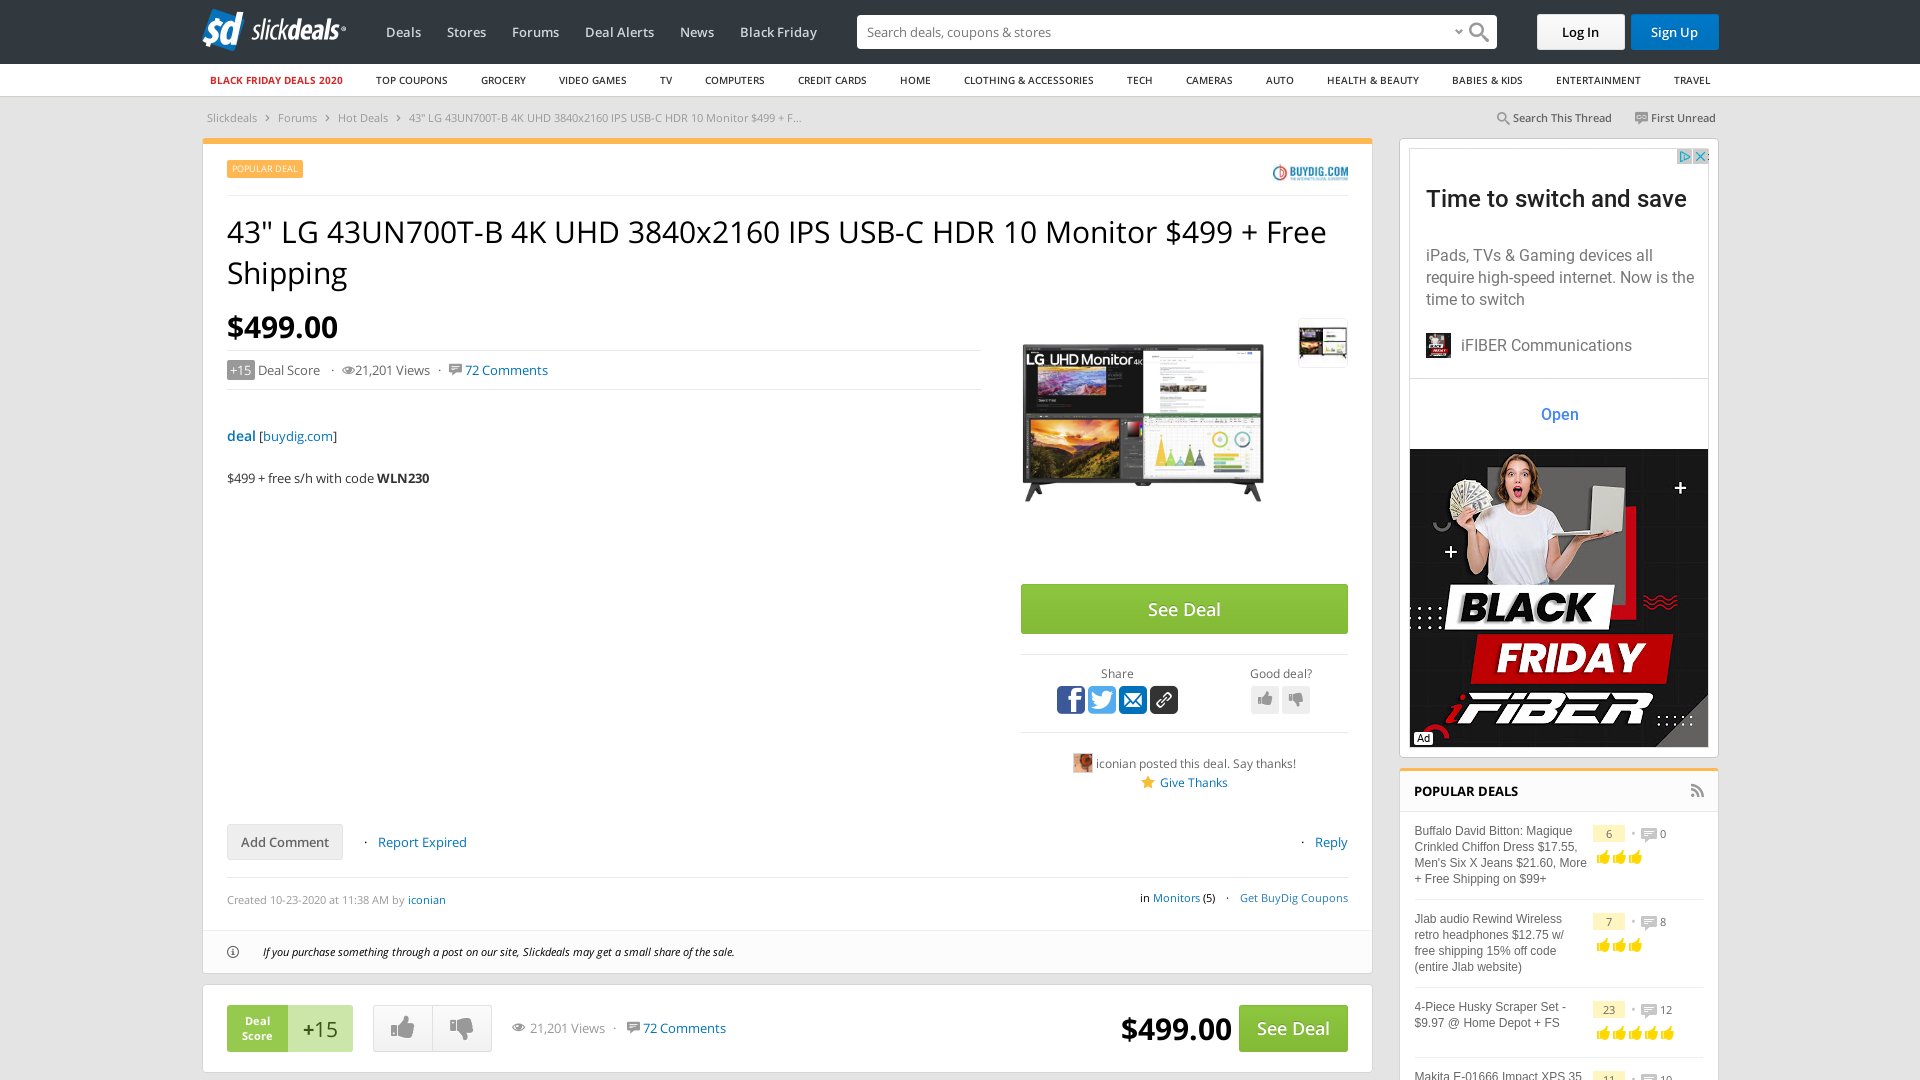 sd slickdeals
Deals Stores Forums Deal Alerts News Black Friday
Search deals, coupons & stores
Log In Sign Up
BLACK FRIDAY DEALS 2020 TOP COUPONS GROCERY VIDEO GAMES TV COMPUTERS CREDIT CARDS HOME CLOTHING & ACCESSORIES TECH CAMERAS AUTO HEALTH & BEAUTY BABIES & KIDS ENTERTAINMENT TRAVEL
Slickdeals > Forums > Hot Deals > 43" LG 43UN700T-B 4K UHD 3840x2160 IPS USB-C HDR 10 Monitor $499 + F...
Search This Thread First Unread
POPULAR DEAL
BUYDIG.COM
43" LG 43UN700T-B 4K UHD 3840x2160 IPS USB-C HDR 10 Monitor $499 + Free
Shipping
$499.00
+15 Deal Score · 21,201 Views · 72 Comments
deal [buydig.com]
$499 + free s/h with code WLN230
LG UHD Monitor 4K
See Deal
Share
Good deal?
iconian posted this deal. Say thanks!
Give Thanks
Add Comment · Report Expired
· Reply
Created 10-23-2020 at 11:38 AM by iconian
in Monitors (5) · Get BuyDig Coupons
If you purchase something through a post on our site, Slickdeals may get a small share of the sale.
Deal
Score
+15
21,201 Views · 72 Comments
$499.00 See Deal
Time to switch and save
iPads, TVs & Gaming devices all
require high-speed internet. Now is the
time to switch
iFIBER Communications
Open
BLACK
FRIDAY
iFIBER
Ad
POPULAR DEALS
Buffalo David Bitton: Magique
Crinkled Chiffon Dress $17.55,
Men's Six X Jeans $21.60, More
+ Free Shipping on $99+
6 • 0
Jlab audio Rewind Wireless
retro headphones $12.75 w/
free shipping 15% off code
(entire Jlab website)
7 • 8
4-Piece Husky Scraper Set -
$9.97 @ Home Depot + FS
23 • 12
Makita E-01666 Impact XPS 35
11 • 10